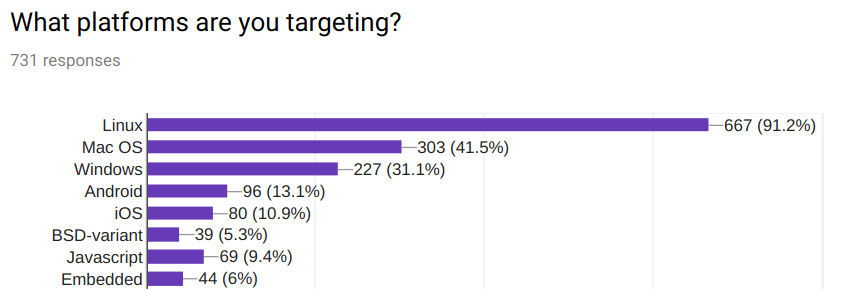 What platforms are you targeting?
731 responses
Linux 667 (91.2%)
Mac OS 303 (41.5%)
Windows 227 (31.1%)
Android 96 (13.1%)
iOS 80 (10.9%)
BSD-variant 39 (5.3%)
Javascript 69 (9.4%)
Embedded 44 (6%)